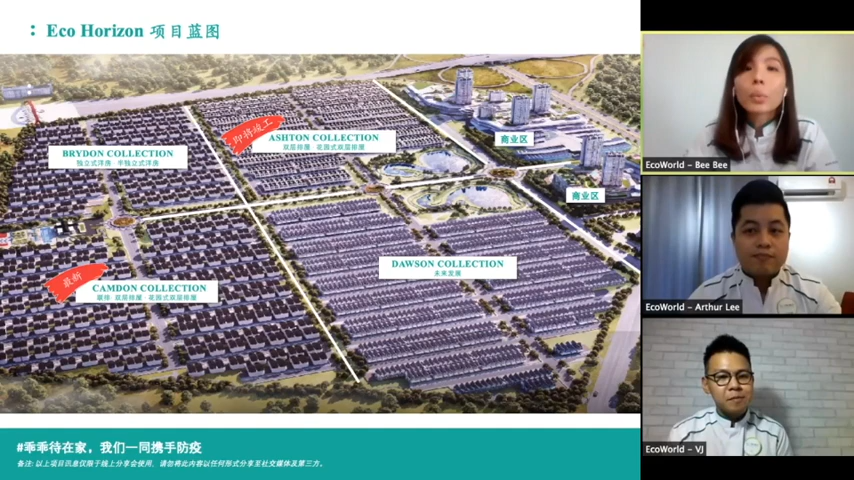 : Eco Horizon 项目蓝图
即将竣工
ASHTON COLLECTION
双层排屋 花园式双层排屋
商业区
BRYDON COLLECTION
独立式洋房 半独立式洋房
商业区
DAWSON COLLECTION
未来发展
最新
CAMDON COLLECTION
双层排屋 花园式双层排屋
#乖乖待在家，我们一同携手防疫
备注: 以上项目讯息仅限于线上分享会使用，请勿将此内容以任何形式分享至社交媒体及第三方。
EcoWorld - Bee Bee
EcoWorld - Arthur Lee
EcoWorld - VJ